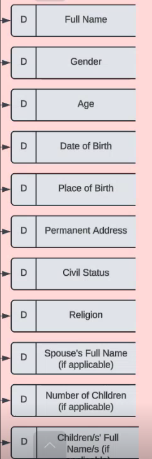 D Full Name
D Gender
D Age
D Date of Birth
D Place of Birth
D Permanent Address
D Civil Status
D Religion
D Spouse's Full Name
(if applicable)
D Number of Children
(if applicable)
D Children/s' Full
Name/s (if